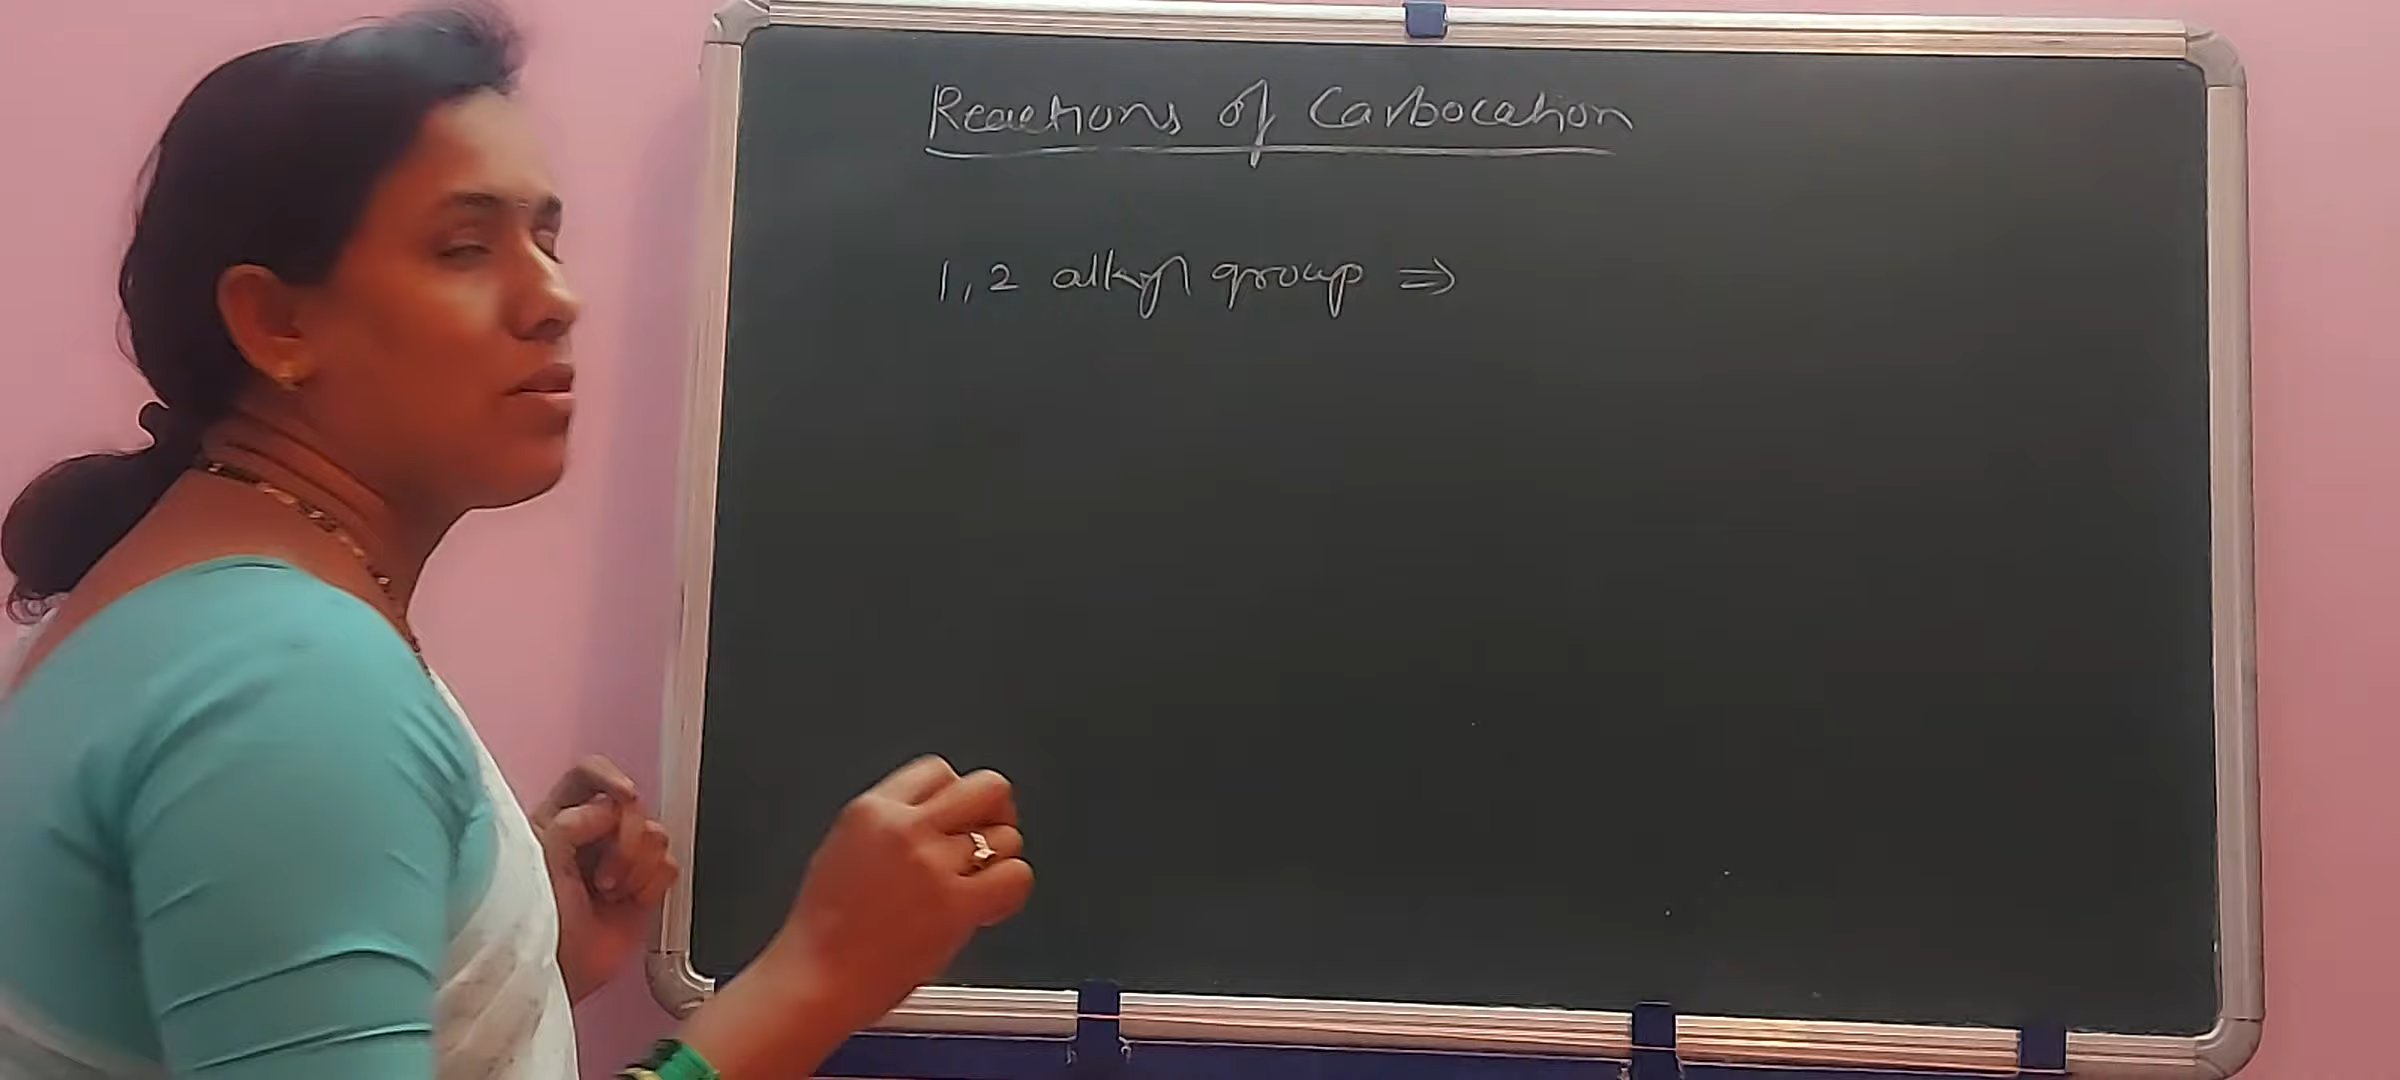 Reactions of Carbocation
1,2 alkyl group ⇒